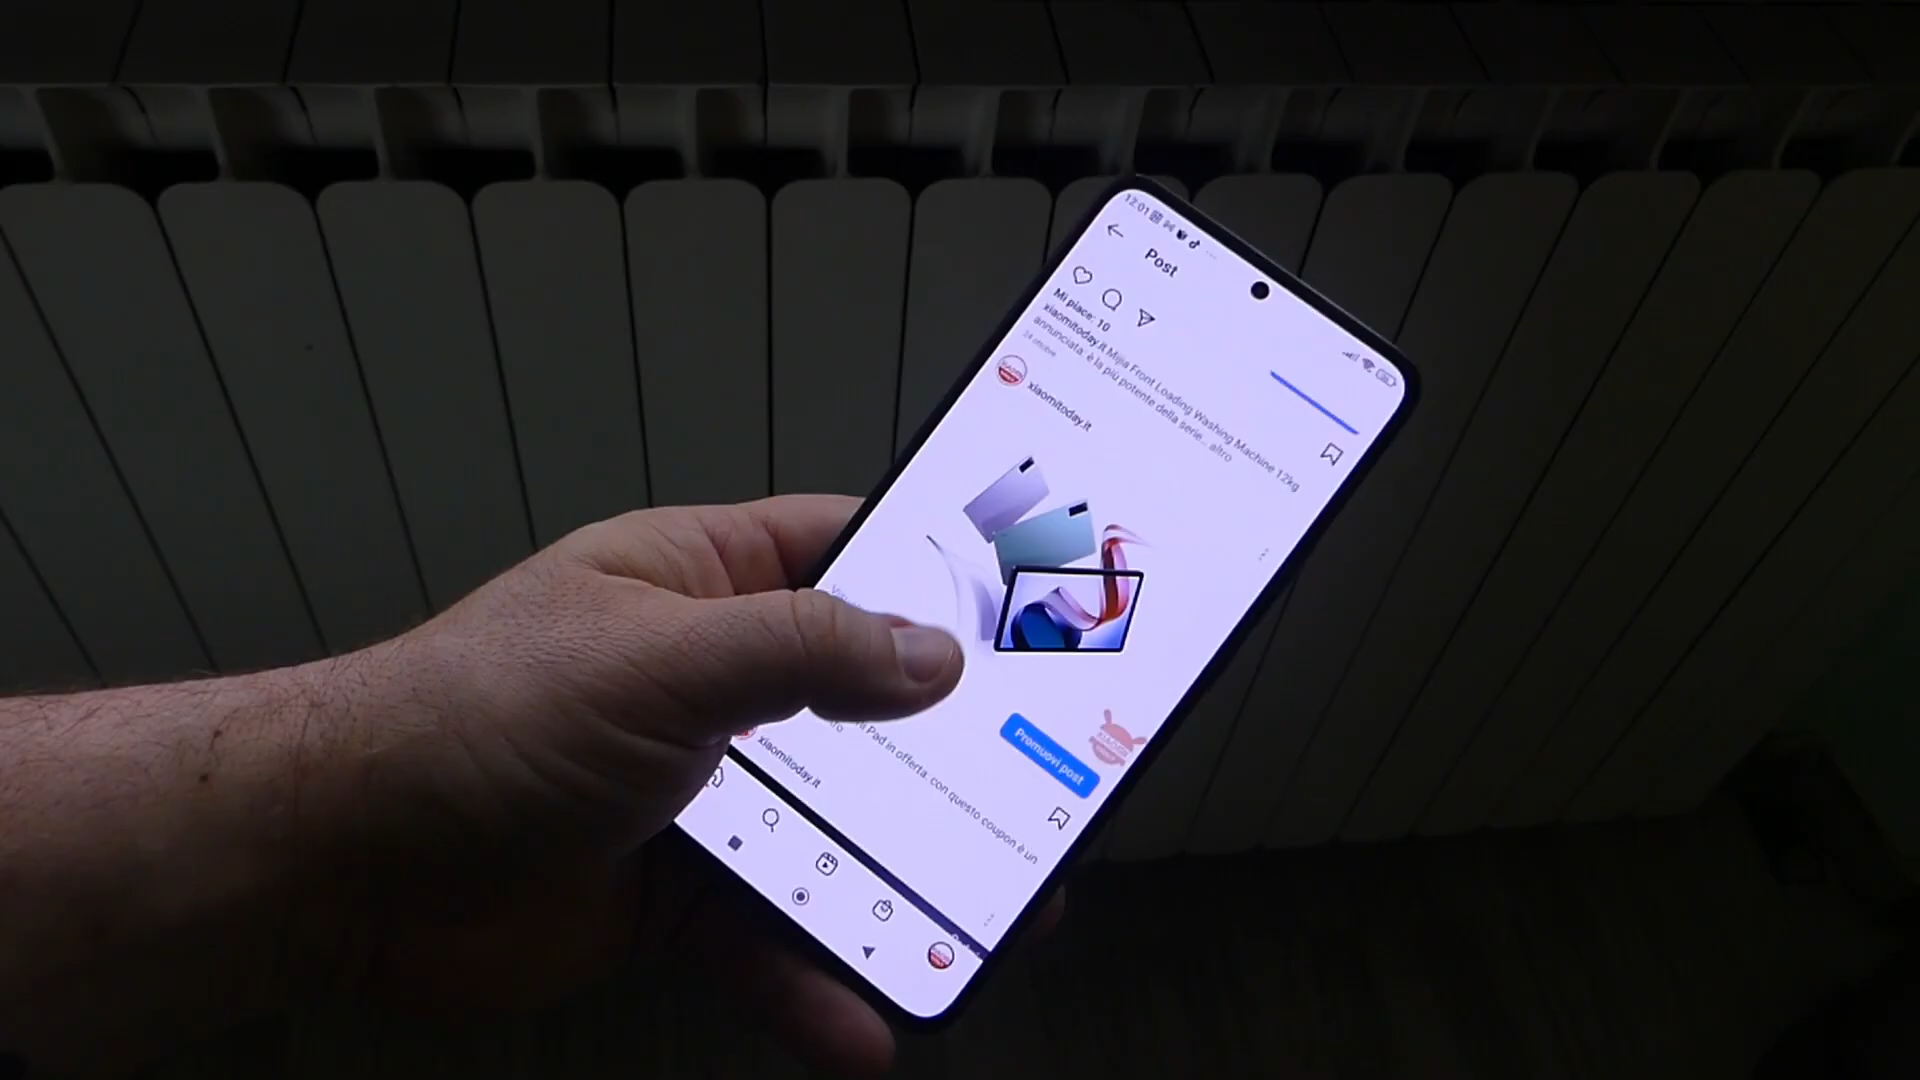 12:01
Post
Mi piace: 10
xiaomitoday.it Mijia Front Loading Washing Machine 12kg
annunciata: è la più potente della serie... altro
24 ottobre
xiaomitoday.it
XIAOMI
Promuovi post
Pad in offerta, con questo coupon è un
xiaomitoday.it